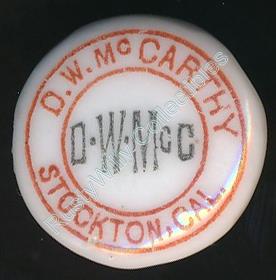 D.W. McCARTHY
D·W·McC
STOCKTON, CAL.